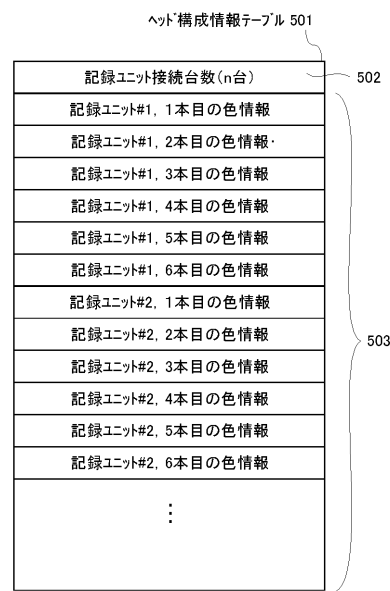 ヘッド構成情報テーブル 501
記録ユニット接続台数(n台)
502
記録ユニット#1, 1本目の色情報
記録ユニット#1, 2本目の色情報・
記録ユニット#1, 3本目の色情報
記録ユニット#1, 4本目の色情報
記録ユニット#1, 5本目の色情報
記録ユニット#1, 6本目の色情報
記録ユニット#2, 1本目の色情報
記録ユニット#2, 2本目の色情報
記録ユニット#2, 3本目の色情報
記録ユニット#2, 4本目の色情報
記録ユニット#2, 5本目の色情報
記録ユニット#2, 6本目の色情報
⋮
503